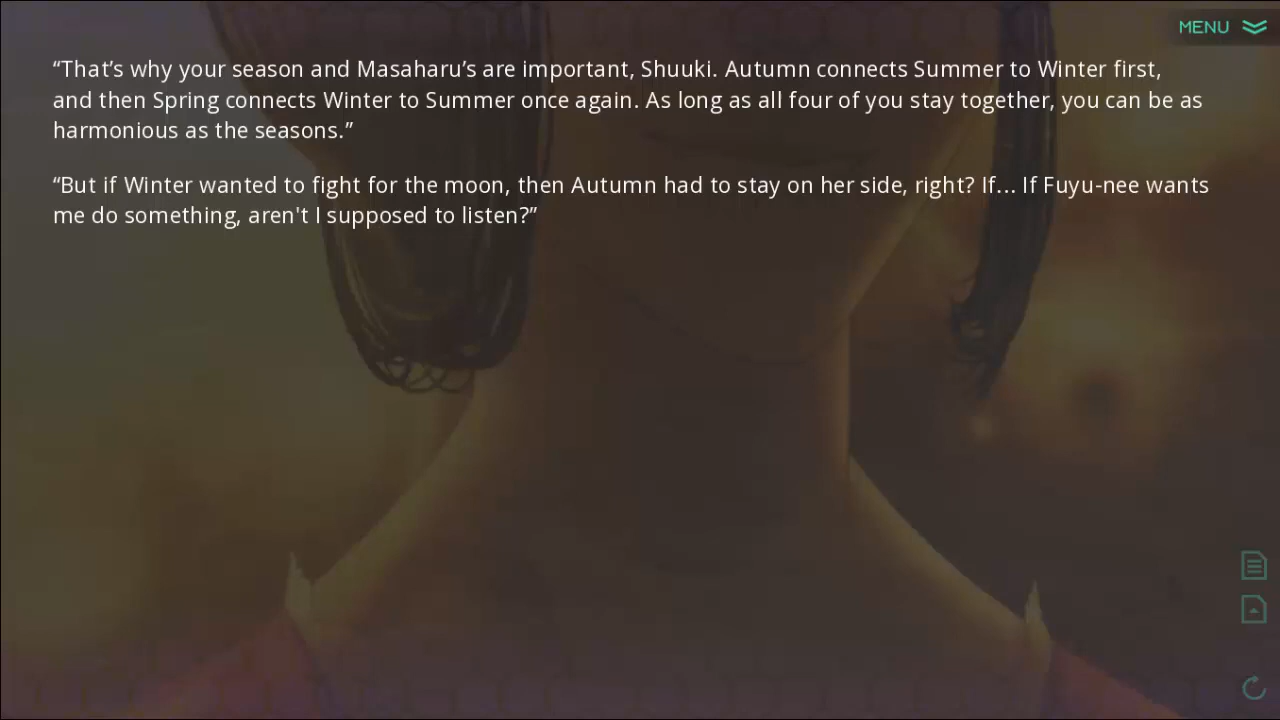 MENU
“That’s why your season and Masaharu’s are important, Shuuki. Autumn connects Summer to Winter first,
and then Spring connects Winter to Summer once again. As long as all four of you stay together, you can be as
harmonious as the seasons.”
“But if Winter wanted to fight for the moon, then Autumn had to stay on her side, right? If... If Fuyu-nee wants
me do something, aren't I supposed to listen?”